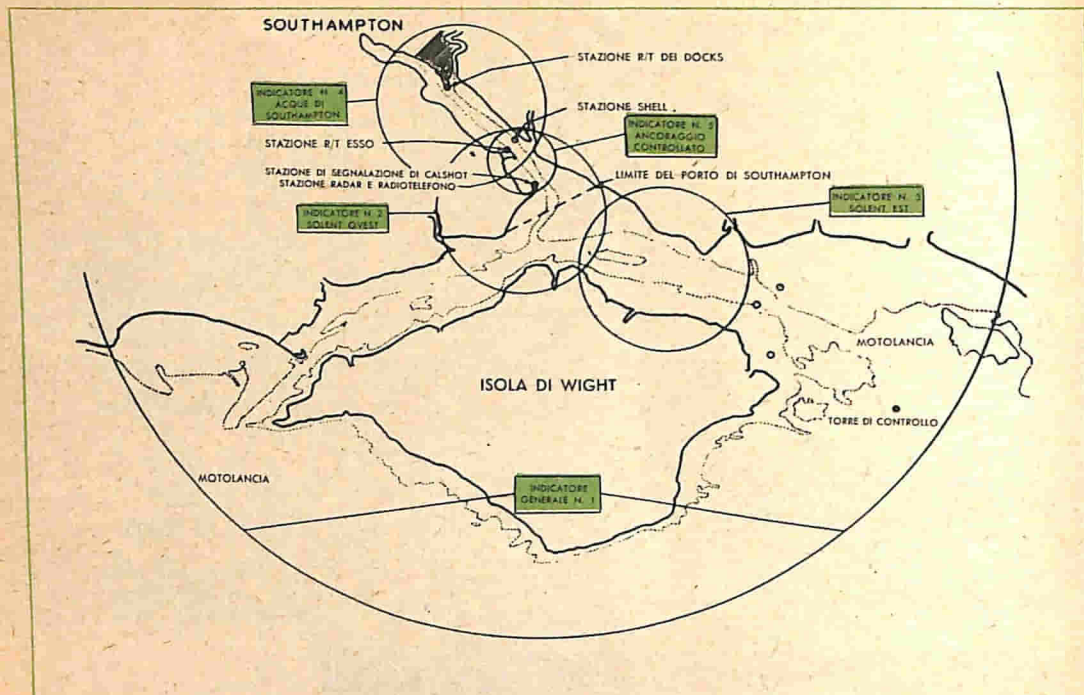 SOUTHAMPTON
STAZIONE R/T DEI DOCKS
INDICATORE N. 4
ACQUE DI
SOUTHAMPTON
STAZIONE SHELL
INDICATORE N. 5
ANCORAGGIO
CONTROLLATO
STAZIONE R/T ESSO
STAZIONE DI SEGNALAZIONE DI CALSHOT
STAZIONE RADAR E RADIOTELEFONO
LIMITE DEL PORTO DI SOUTHAMPTON
INDICATORE N. 2
SOLENT OVEST
INDICATORE N. 3
SOLENT EST
MOTOLANCIA
ISOLA DI WIGHT
TORRE DI CONTROLLO
MOTOLANCIA
INDICATORE
GENERALE N. 1